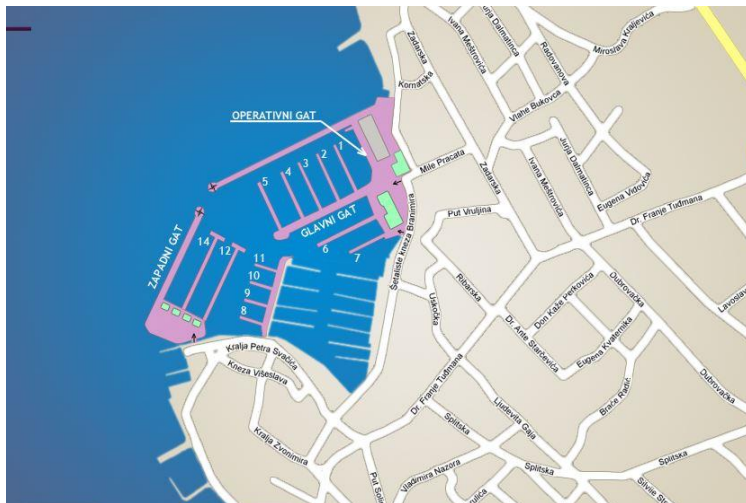 Zadarska
Ivana Meštrovića
Jurja Dalmatinca
Radovanova
Miroslava Kraljevića
Kornatska
Vlahe Bukovca
OPERATIVNI GAT
1
2
3
4
5
Mile Pracata
Zadarska
Ivana Meštrovića
Jurja Dalmatinca
Eugena Vidovića
GLAVNI GAT
Put Vruljina
Dr. Franje Tuđmana
Šetalište kneza Branimira
ZAPADNI GAT
14
12
6
7
11
10
9
8
Uskočka
Ribarska
Don Kaže Perkovića
Dubrovačka
Dr. Ante Starčevića
Eugena Kvaternika
Kralja Petra Svačića
Kneza Višeslava
Dr. Franje Tuđmana
Dubrovačka
Braće Radić
Ljudevita Gaja
Kralja Zvonimira
Splitska
Vladimira Nazora
Splitska
Splitska